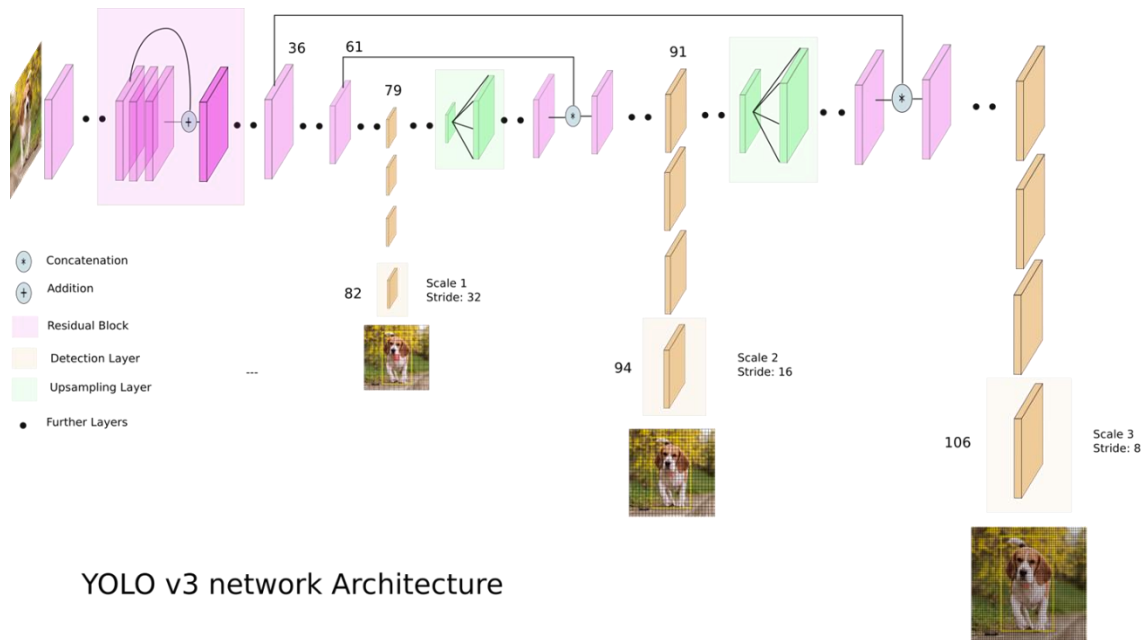 36
61
91
79
+
*
*
* Concatenation
+ Addition
Residual Block
Detection Layer
Upsampling Layer
Further Layers
---
82
Scale 1
Stride: 32
94
Scale 2
Stride: 16
106
Scale 3
Stride: 8
YOLO v3 network Architecture